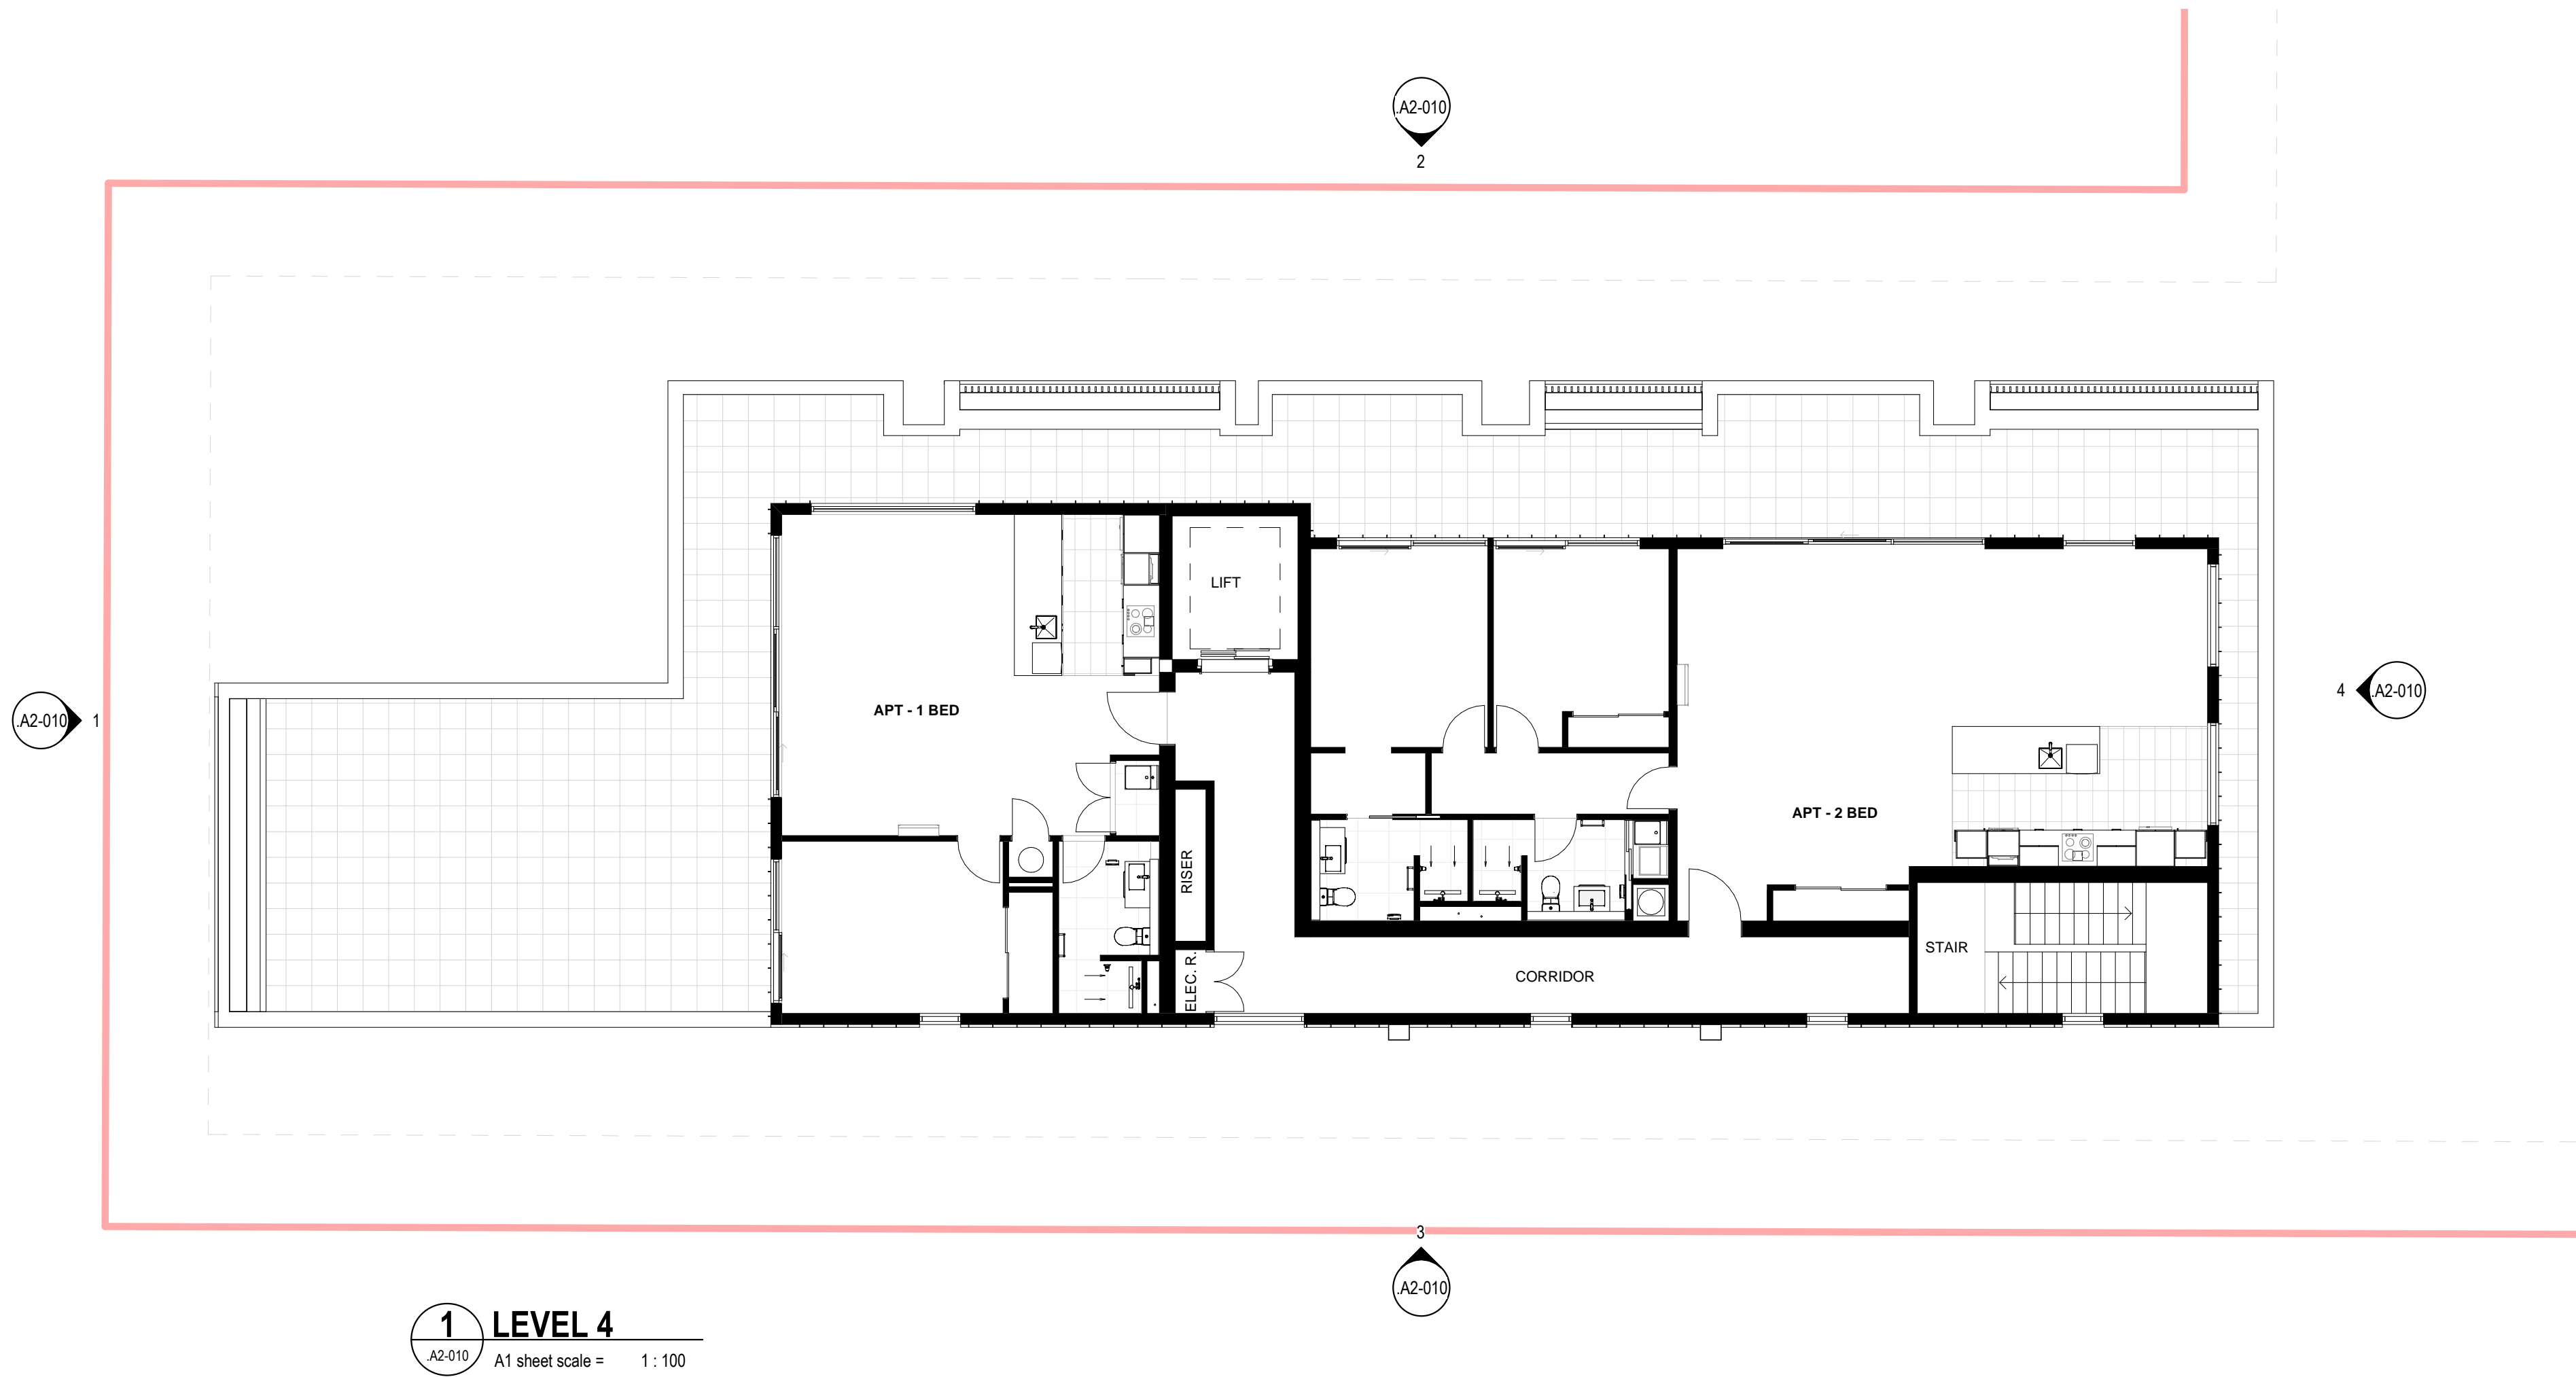 .A2-010
2
LIFT
.A2-010
1
4
.A2-010
APT - 1 BED
APT - 2 BED
RISER
STAIR
ELEC. R.
CORRIDOR
3
.A2-010
1
LEVEL 4
.A2-010
A1 sheet scale = 1 : 100